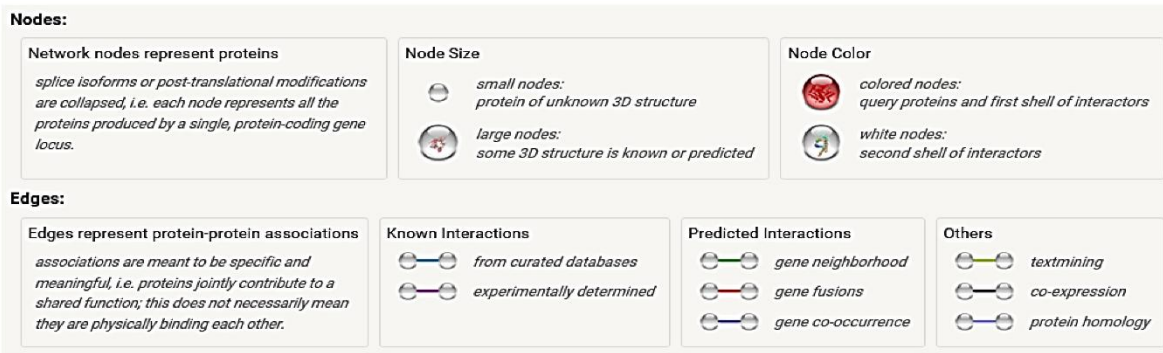 Nodes:
Network nodes represent proteins
splice isoforms or post-translational modifications
are collapsed, i.e. each node represents all the
proteins produced by a single, protein-coding gene
locus.
Node Size
small nodes:
protein of unknown 3D structure
large nodes:
some 3D structure is known or predicted
Node Color
colored nodes:
query proteins and first shell of interactors
white nodes:
second shell of interactors
Edges:
Edges represent protein-protein associations
associations are meant to be specific and
meaningful, i.e. proteins jointly contribute to a
shared function; this does not necessarily mean
they are physically binding each other.
Known Interactions
from curated databases
experimentally determined
Predicted Interactions
gene neighborhood
gene fusions
gene co-occurrence
Others
textmining
co-expression
protein homology